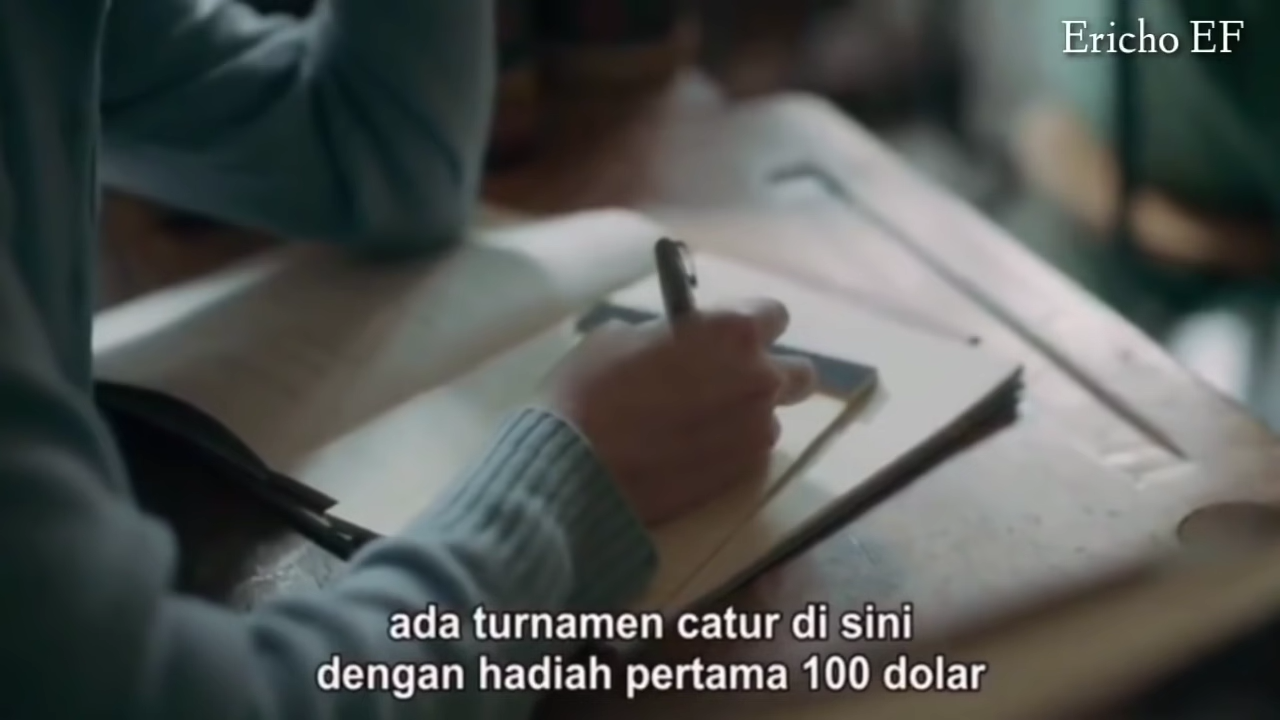 Ericho EF
ada turnamen catur di sini
dengan hadiah pertama 100 dolar